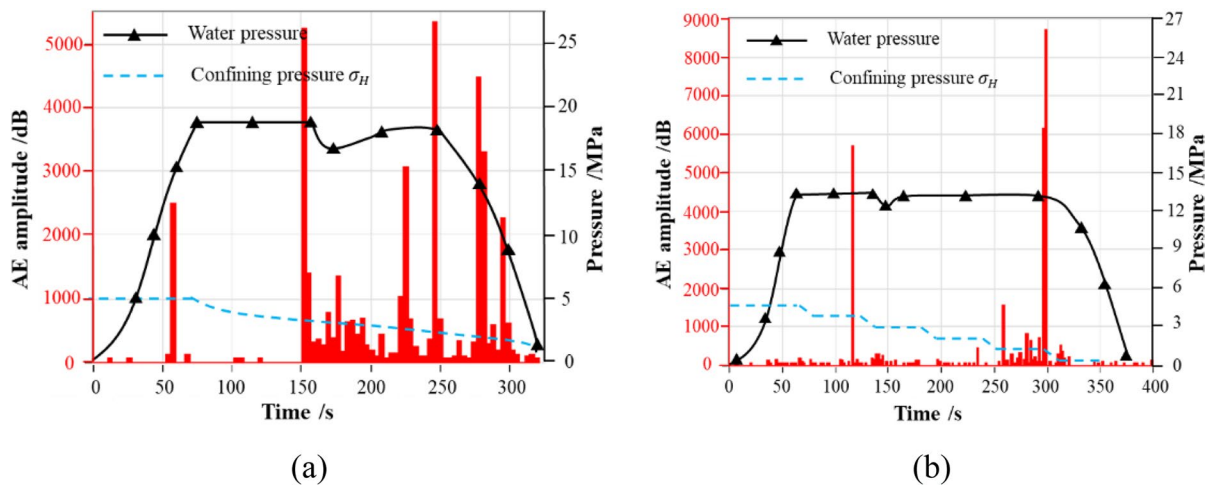 Water pressure
Confining pressure σH
AE amplitude /dB
5000
4000
3000
2000
1000
0
25
20
15
10
5
0
Pressure /MPa
0 50 100 150 200 250 300
Time /s
(a)
Water pressure
Confining pressure σH
AE amplitude /dB
9000
8000
7000
6000
5000
4000
3000
2000
1000
0
27
24
21
18
15
12
9
6
3
0
Pressure /MPa
0 50 100 150 200 250 300 350 400
Time /s
(b)